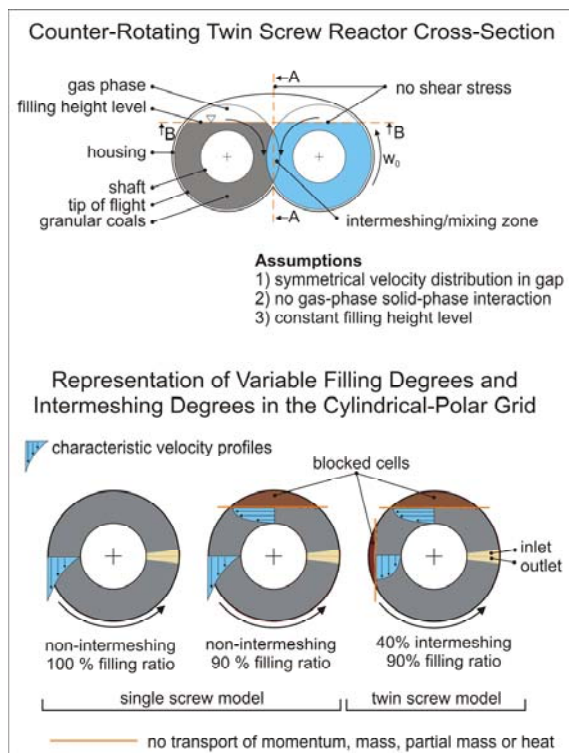 Counter-Rotating Twin Screw Reactor Cross-Section
gas phase
filling height level
housing
shaft
tip of flight
granular coals
A
no shear stress
B
B
w₀
A
intermeshing/mixing zone
Assumptions
1) symmetrical velocity distribution in gap
2) no gas-phase solid-phase interaction
3) constant filling height level
Representation of Variable Filling Degrees and
Intermeshing Degrees in the Cylindrical-Polar Grid
characteristic velocity profiles
blocked cells
inlet
outlet
non-intermeshing
100 % filling ratio
non-intermeshing
90 % filling ratio
40% intermeshing
90% filling ratio
single screw model
twin screw model
no transport of momentum, mass, partial mass or heat